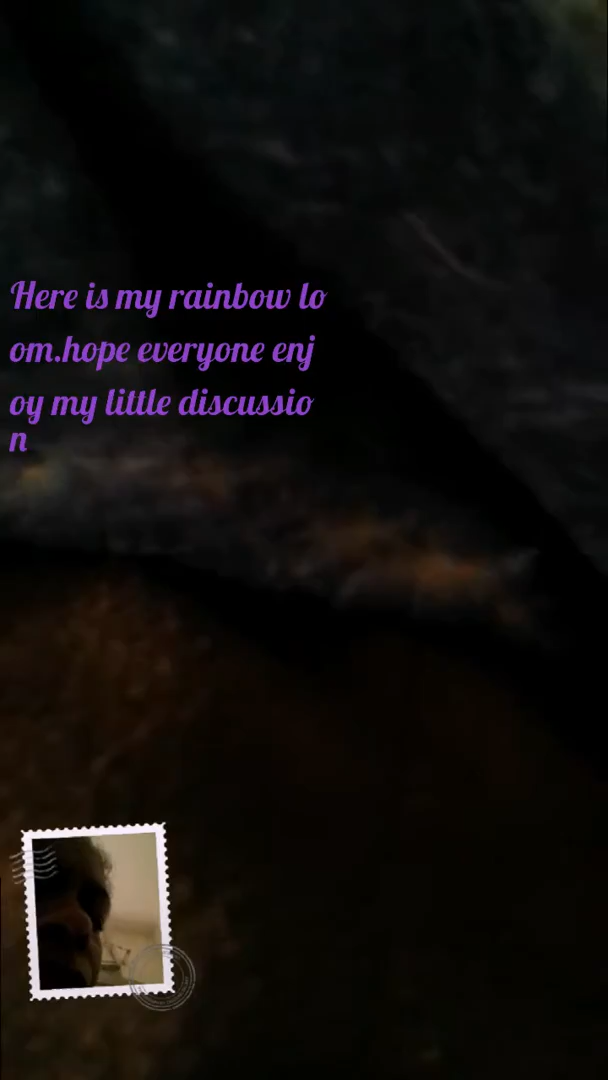 Here is my rainbow lo
om.hope everyone enj
oy my little discussio
n